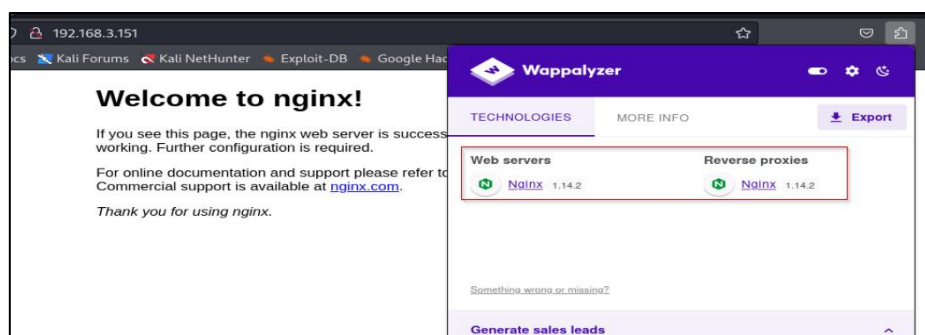 192.168.3.151
cs Kali Forums Kali NetHunter Exploit-DB Google Hac
Welcome to nginx!
If you see this page, the nginx web server is success
working. Further configuration is required.
For online documentation and support please refer to
Commercial support is available at nginx.com.
Thank you for using nginx.
Wappalyzer
TECHNOLOGIES MORE INFO Export
Web servers Reverse proxies
Nginx 1.14.2 Nginx 1.14.2
Something wrong or missing?
Generate sales leads